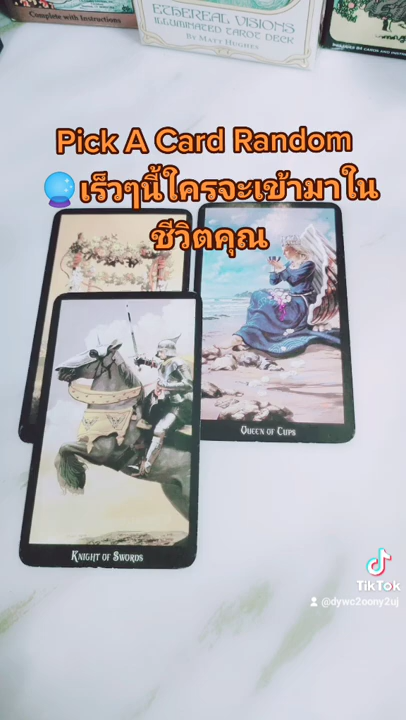 Complete with Instructions
ETHEREAL VISIONS
ILLUMINATED TAROT DECK
BY MATT HUGHES
Pick A Card Random
🔮เร็วๆนี้ใครจะเข้ามาใน
ชีวิตคุณ
QUEEN OF CUPS
KNIGHT OF SWORDS
TikTok
@dywc2oony2uj